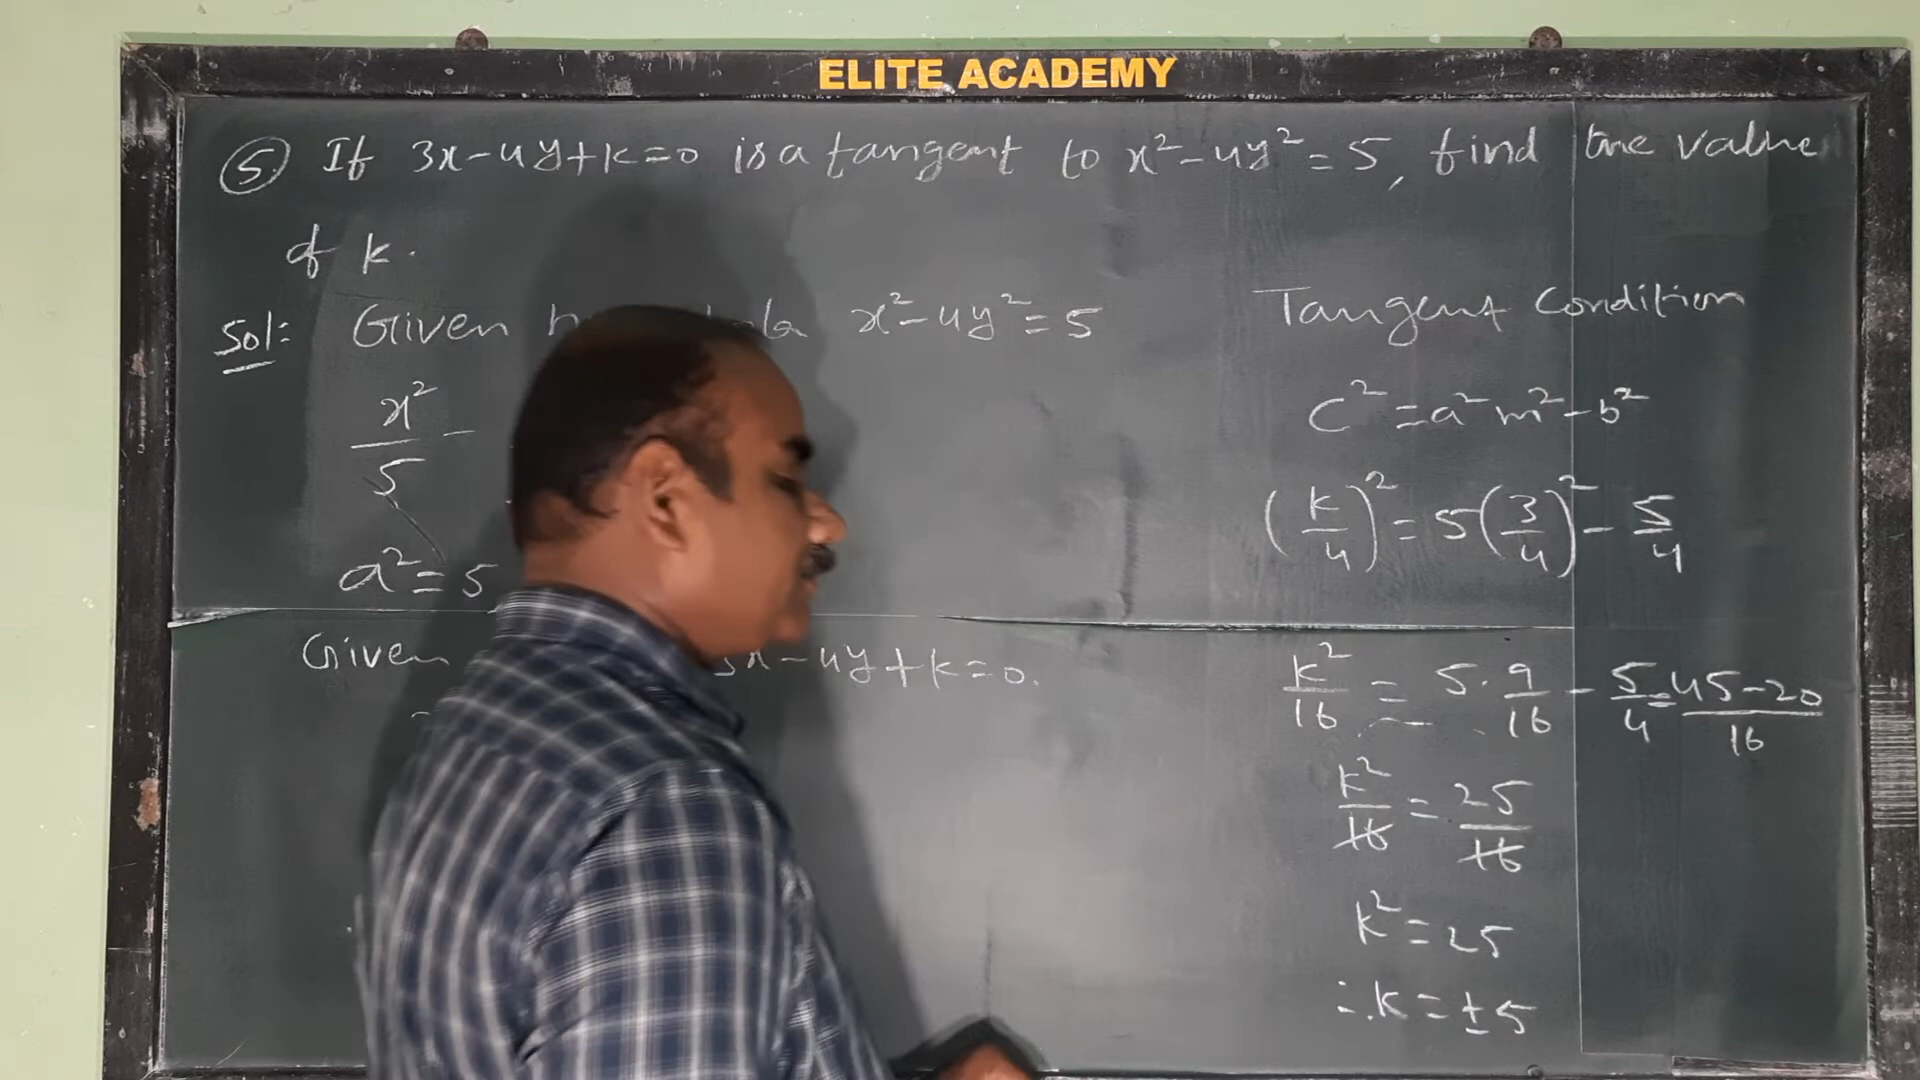 ELITE ACADEMY
⑤ If 3x-4y+k=0 is a tangent to x²-4y²=5, find the value
of k.
Sol: Given x²-4y²=5
x²/5 -
a²=5
Given 3x-4y+k=0.
Tangent Condition
c²=a²m²-b²
(k/4)²=5(3/4)²-5/4
k²/16 = 5.9/16 - 5/4=45-20/16
k²/16=25/16
k²=25
∴k=±5